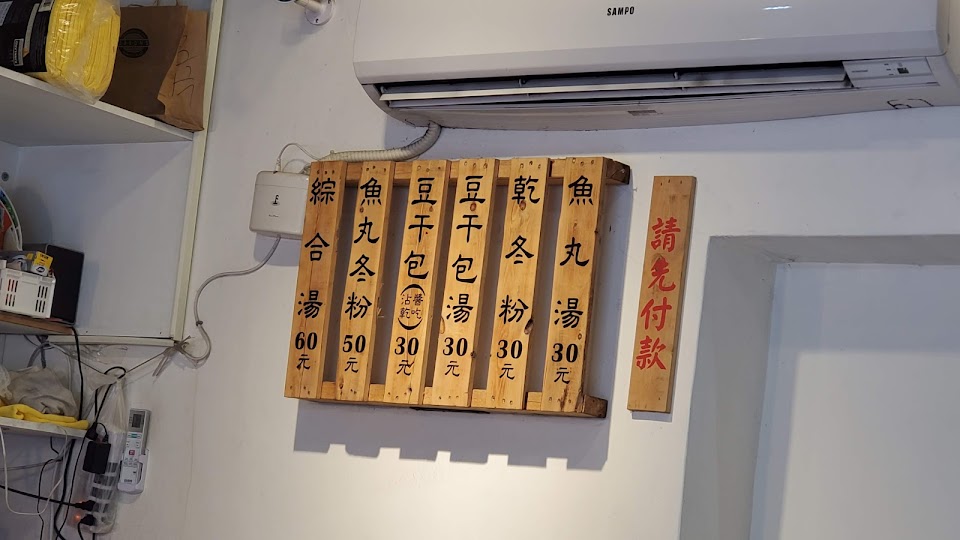 SAMPO
魚丸湯30元
乾冬粉30元
豆干包湯30元
豆干包(沾醬乾吃)30元
魚丸冬粉50元
綜合湯60元
請先付款